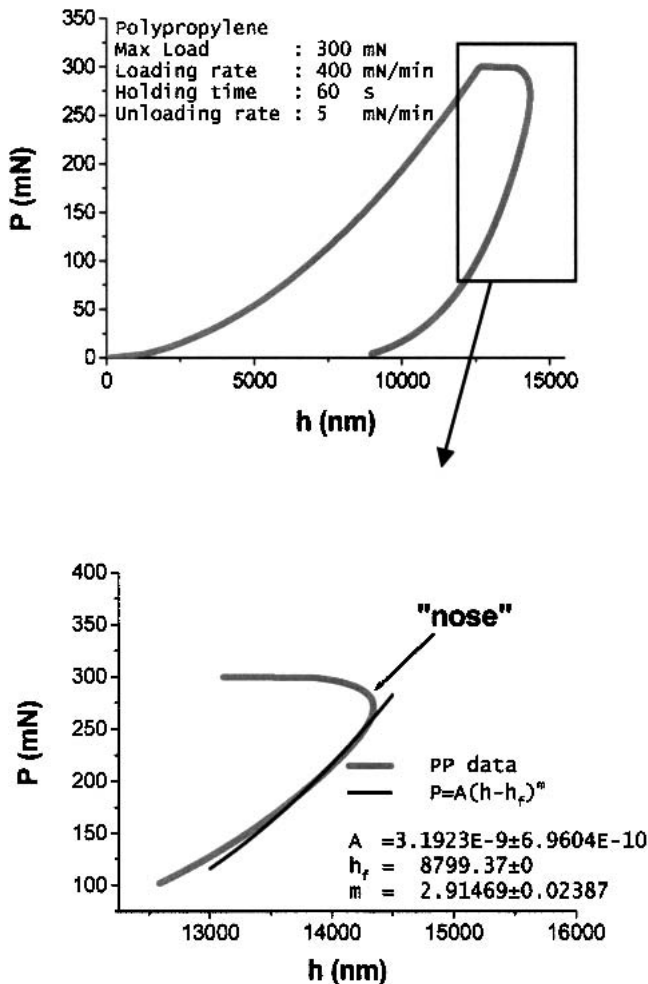 Polypropylene
Max Load : 300 mN
Loading rate : 400 mN/min
Holding time : 60 s
Unloading rate : 5 mN/min
350
300
250
200
150
100
50
0
P (mN)
0 5000 10000 15000
h (nm)
400
350
300
250
200
150
100
P (mN)
"nose"
PP data
P=A(h-h_f)^m
A =3.1923E-9±6.9604E-10
h_f = 8799.37±0
m = 2.91469±0.02387
13000 14000 15000 16000
h (nm)